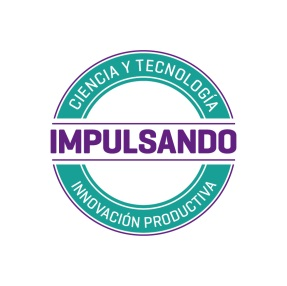 CIENCIA Y TECNOLOGÍA
IMPULSANDO
INNOVACIÓN PRODUCTIVA